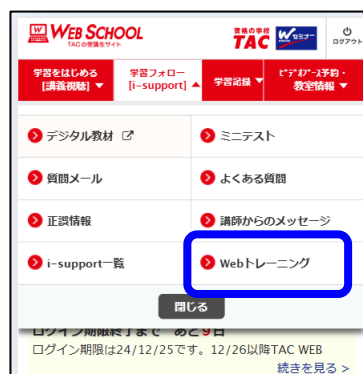 WEB SCHOOL
TACの受講生サイト
資格の学校
TAC
Wセミナー
ログアウト
学習をはじめる
[講義視聴] ▼
学習フォロー
[i-support] ▲
学習記録 ▼
ビデオブース予約・
教室情報 ▼
デジタル教材
ミニテスト
質問メール
よくある質問
正誤情報
講師からのメッセージ
i-support一覧
Webトレーニング
閉じる
ログイン期限終了まで あと9日
ログイン期限は24/12/25です。12/26以降TAC WEB
続きを見る >